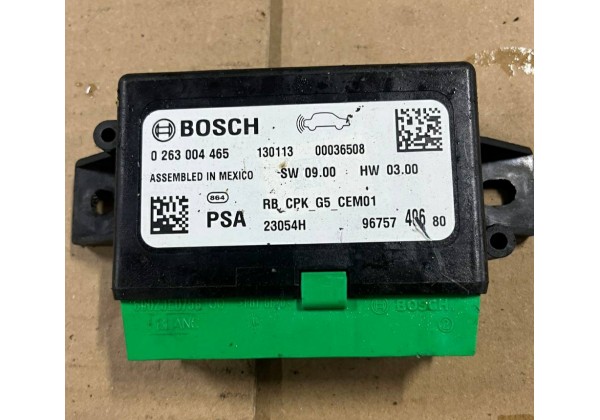 BOSCH
0 263 004 465 130113 00036508
ASSEMBLED IN MEXICO SW 09.00 HW 03.00
864 RB_CPK_G5_CEM01
PSA 23054H 96757 496 80
BOSCH